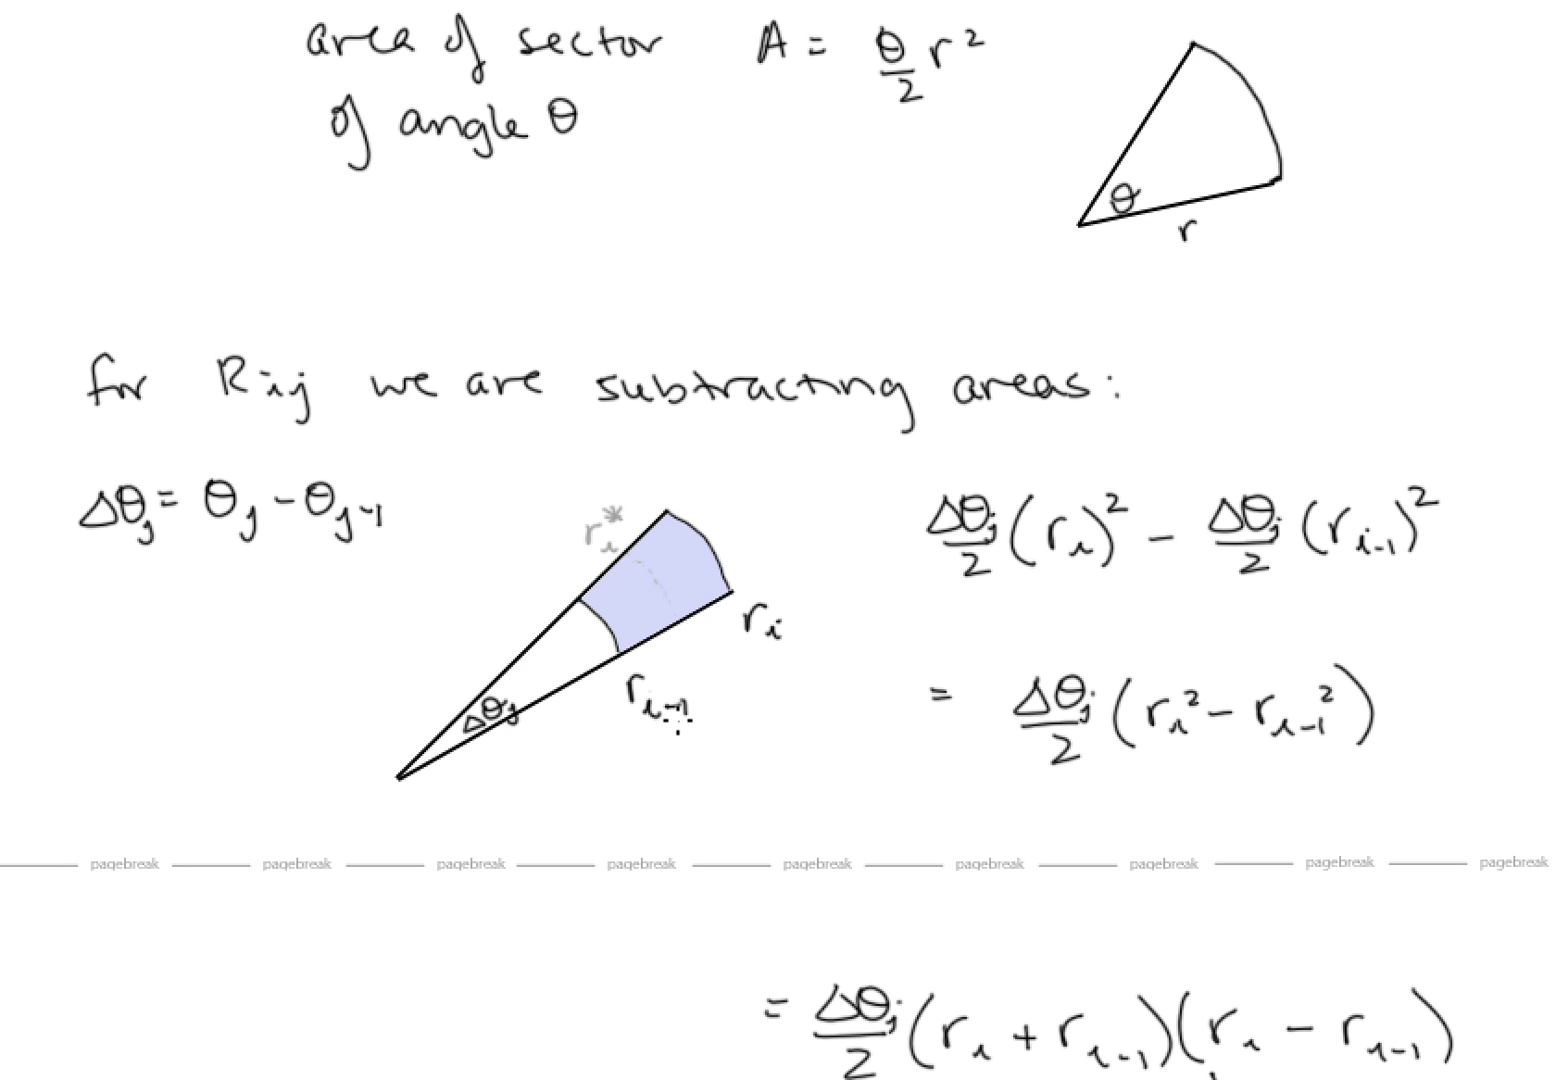 area of sector A = θ/2 r²
of angle θ
θ
r
for Rij we are subtracting areas:
Δθj = θj - θj-1
ri*
Δθj/2 (ri)² - Δθj/2 (ri-1)²
ri
ri-1
Δθj
= Δθj/2 (ri² - ri-1²)
pagebreak pagebreak pagebreak pagebreak pagebreak pagebreak pagebreak pagebreak pagebreak
= Δθj/2 (ri + ri-1)(ri - ri-1)